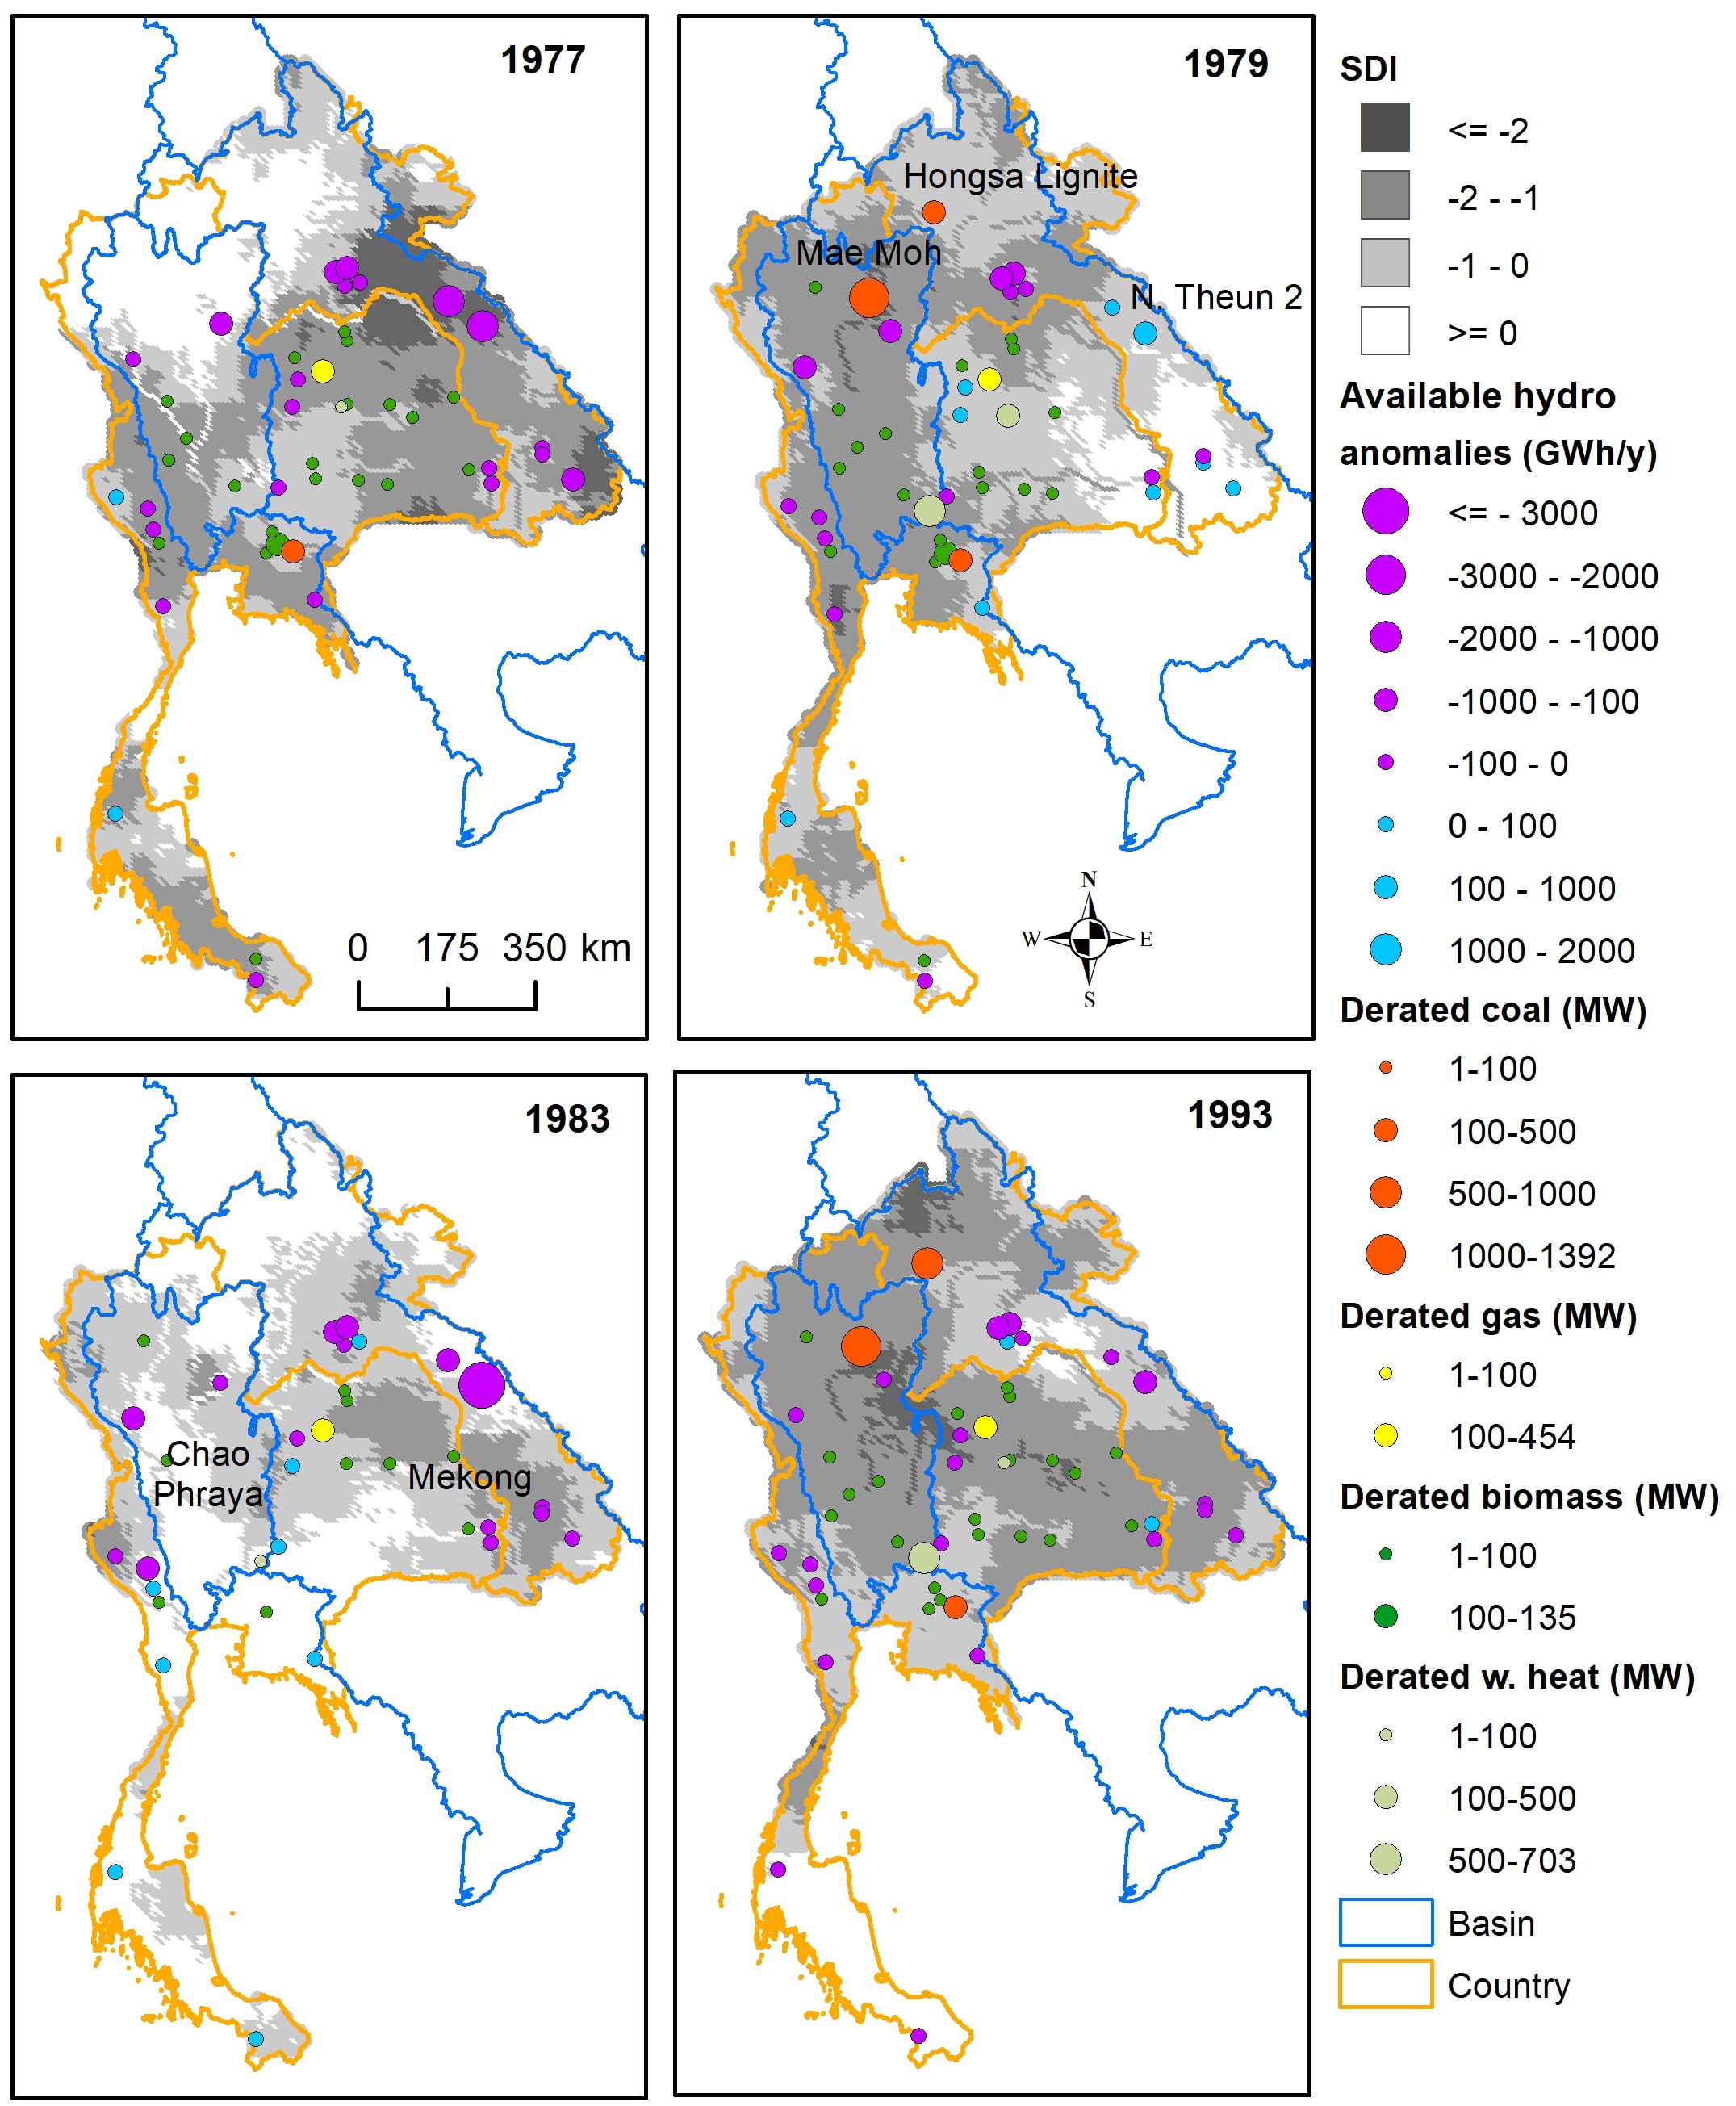 1977
0 175 350 km
1979
Hongsa Lignite
Mae Moh
N. Theun 2
N
W E
S
1983
Chao
Phraya
Mekong
1993
SDI
<= -2
-2 - -1
-1 - 0
>= 0
Available hydro
anomalies (GWh/y)
<= - 3000
-3000 - -2000
-2000 - -1000
-1000 - -100
-100 - 0
0 - 100
100 - 1000
1000 - 2000
Derated coal (MW)
1-100
100-500
500-1000
1000-1392
Derated gas (MW)
1-100
100-454
Derated biomass (MW)
1-100
100-135
Derated w. heat (MW)
1-100
100-500
500-703
Basin
Country